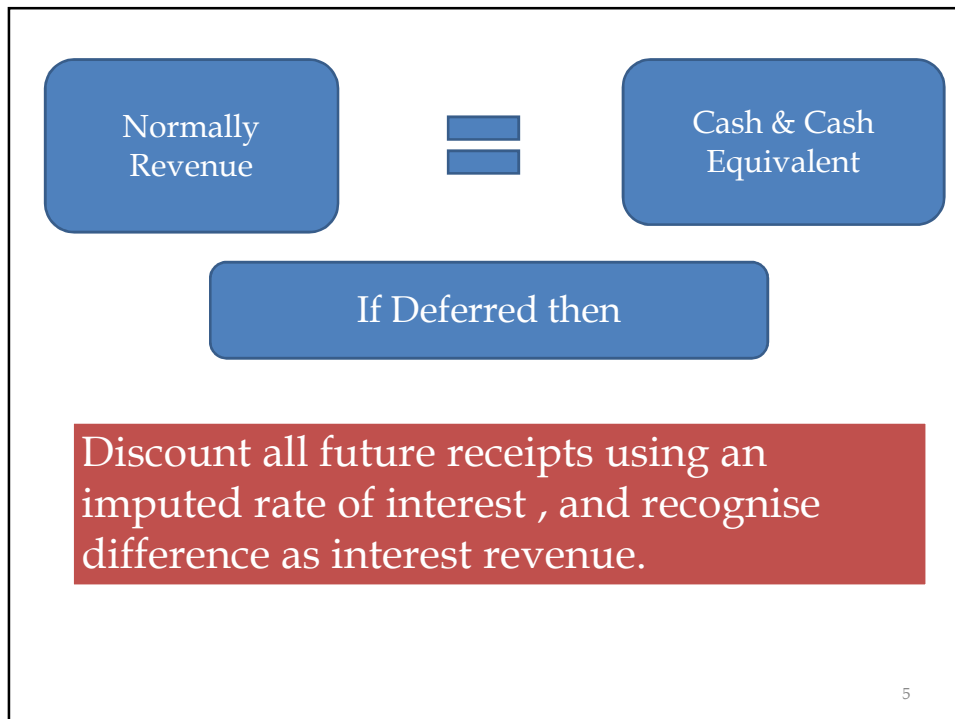 Normally
Revenue
Cash & Cash
Equivalent
If Deferred then
Discount all future receipts using an
imputed rate of interest , and recognise
difference as interest revenue.
5